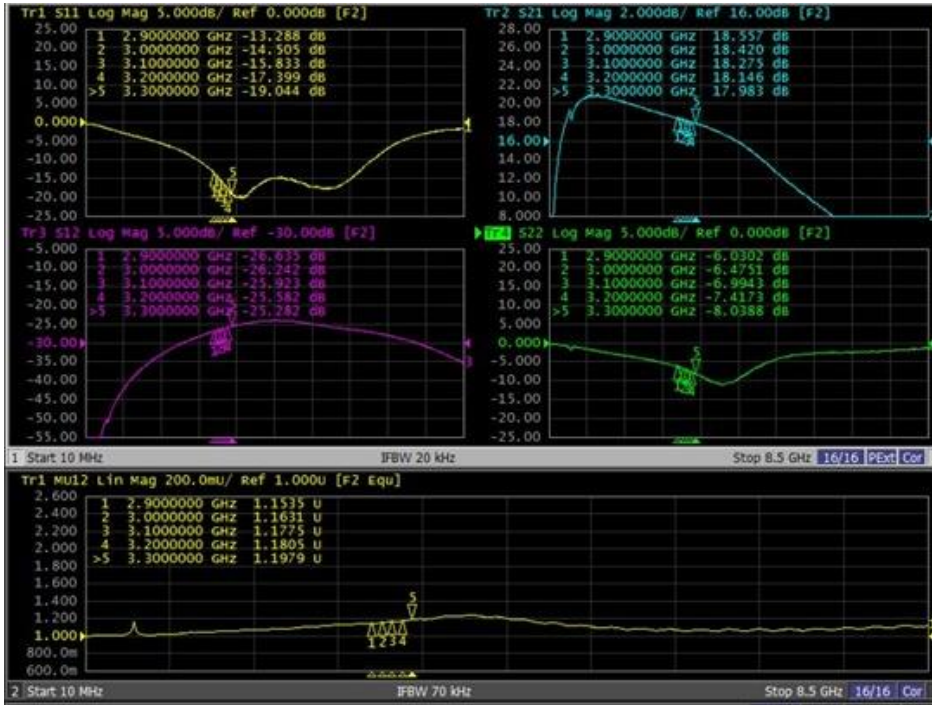 Tr1 S11 Log Mag 5.000dB/ Ref 0.000dB [F2]
25.00
20.00
15.00
10.00
5.000
0.000
-5.000
-10.00
-15.00
-20.00
-25.00
1 2.9000000 GHz -13.288 dB
2 3.0000000 GHz -14.505 dB
3 3.1000000 GHz -15.833 dB
4 3.2000000 GHz -17.399 dB
>5 3.3000000 GHz -19.044 dB
5
1
Tr2 S21 Log Mag 2.000dB/ Ref 16.00dB [F2]
28.00
26.00
24.00
22.00
20.00
18.00
16.00
14.00
12.00
10.00
8.000
1 2.9000000 GHz 18.557 dB
2 3.0000000 GHz 18.420 dB
3 3.1000000 GHz 18.275 dB
4 3.2000000 GHz 18.146 dB
>5 3.3000000 GHz 17.983 dB
5
Tr3 S12 Log Mag 5.000dB/ Ref -30.00dB [F2]
-5.000
-10.00
-15.00
-20.00
-25.00
-30.00
-35.00
-40.00
-45.00
-50.00
-55.00
1 2.9000000 GHz -26.635 dB
2 3.0000000 GHz -26.242 dB
3 3.1000000 GHz -25.923 dB
4 3.2000000 GHz -25.582 dB
>5 3.3000000 GHz -25.282 dB
3
Tr4 S22 Log Mag 5.000dB/ Ref 0.000dB [F2]
25.00
20.00
15.00
10.00
5.000
0.000
-5.000
-10.00
-15.00
-20.00
-25.00
1 2.9000000 GHz -6.0302 dB
2 3.0000000 GHz -6.4751 dB
3 3.1000000 GHz -6.9943 dB
4 3.2000000 GHz -7.4173 dB
>5 3.3000000 GHz -8.0388 dB
5
1 Start 10 MHz IFBW 20 kHz Stop 8.5 GHz 16/16 PExt Cor
Tr1 MU12 Lin Mag 200.0mU/ Ref 1.000U [F2 Equ]
2.600
2.400
2.200
2.000
1.800
1.600
1.400
1.200
1.000
800.0m
600.0m
1 2.9000000 GHz 1.1535 U
2 3.0000000 GHz 1.1631 U
3 3.1000000 GHz 1.1775 U
4 3.2000000 GHz 1.1805 U
>5 3.3000000 GHz 1.1979 U
5
1 2 3 4
2 Start 10 MHz IFBW 70 kHz Stop 8.5 GHz 16/16 Cor